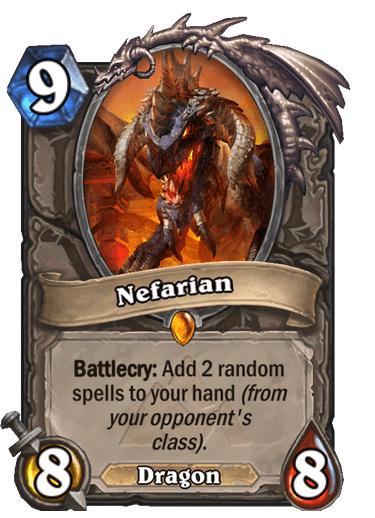 9
Nefarian
Battlecry: Add 2 random
spells to your hand (from
your opponent's
class).
8
Dragon
8